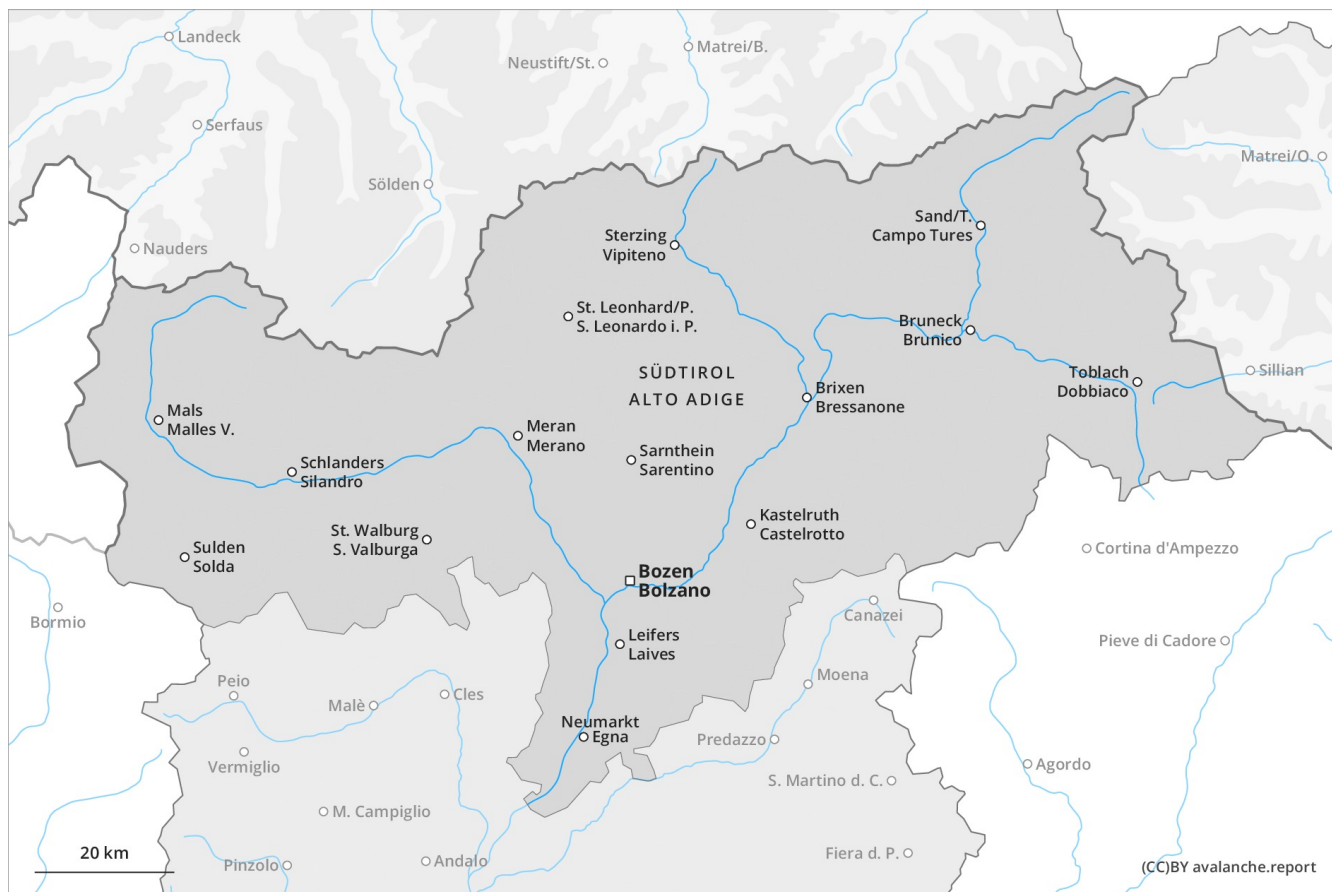 Landeck
Matrei/B.
Neustift/St.
Serfaus
Matrei/O.
Sölden
Sand/T.
Campo Tures
Sterzing
Vipiteno
Nauders
St. Leonhard/P.
S. Leonardo i. P.
Bruneck
Brunico
SÜDTIROL
ALTO ADIGE
Toblach
Dobbiaco
Sillian
Brixen
Bressanone
Mals
Malles V.
Meran
Merano
Sarnthein
Sarentino
Schlanders
Silandro
Kastelruth
Castelrotto
St. Walburg
S. Valburga
Sulden
Solda
Cortina d'Ampezzo
Bozen
Bolzano
Bormio
Canazei
Leifers
Laives
Pieve di Cadore
Moena
Peio
Malè
Cles
Neumarkt
Egna
Predazzo
Vermiglio
Agordo
S. Martino d. C.
M. Campiglio
20 km
Pinzolo
Andalo
Fiera d. P.
(CC)BY avalanche.report